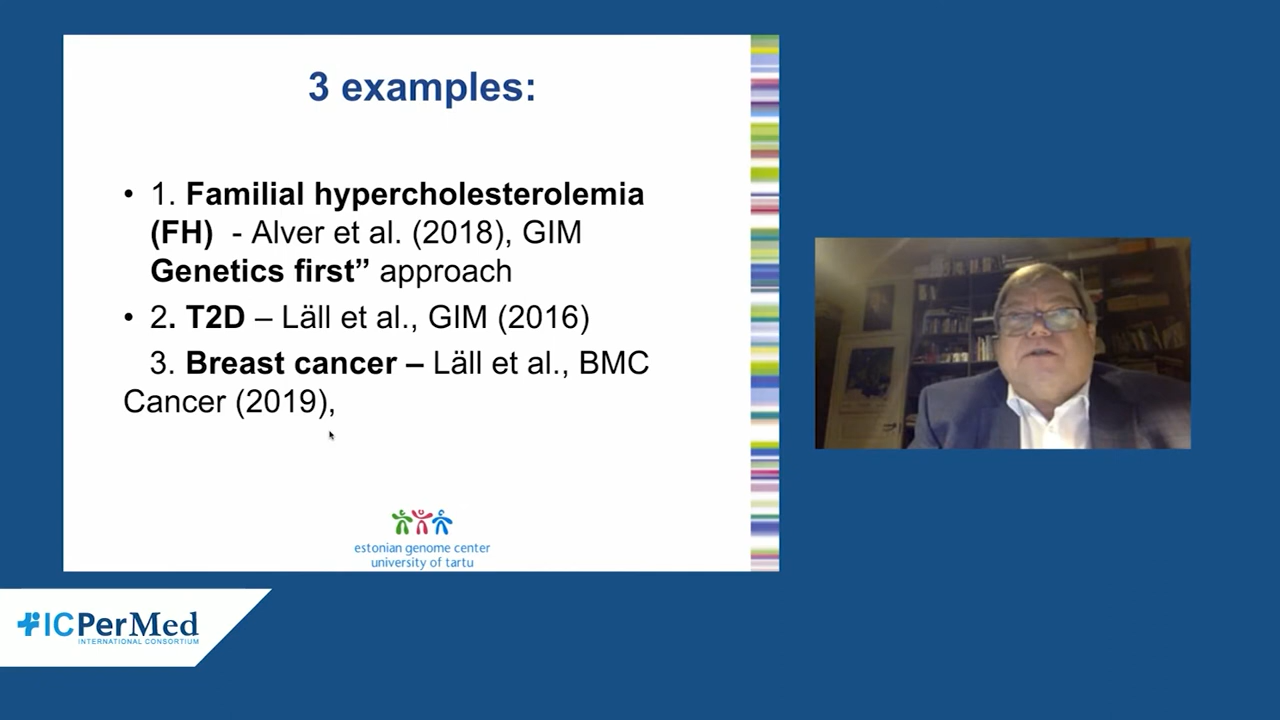 3 examples:
• 1. Familial hypercholesterolemia
(FH)  - Alver et al. (2018), GIM
Genetics first” approach
• 2. T2D – Läll et al., GIM (2016)
3. Breast cancer – Läll et al., BMC
Cancer (2019),
estonian genome center
university of tartu
ICPerMed
INTERNATIONAL CONSORTIUM